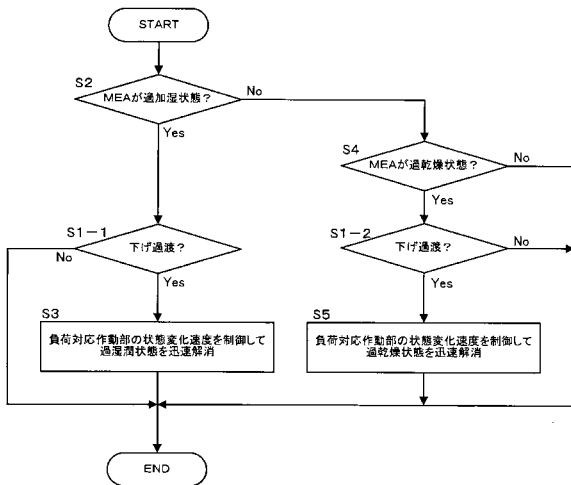 START
S2
MEAが過加湿状態？
No
Yes
S4
MEAが過乾燥状態？
No
Yes
S1-1
下げ過渡？
No
Yes
S1-2
下げ過渡？
No
Yes
S3
負荷対応作動部の状態変化速度を制御して
過湿潤状態を迅速解消
S5
負荷対応作動部の状態変化速度を制御して
過乾燥状態を迅速解消
END